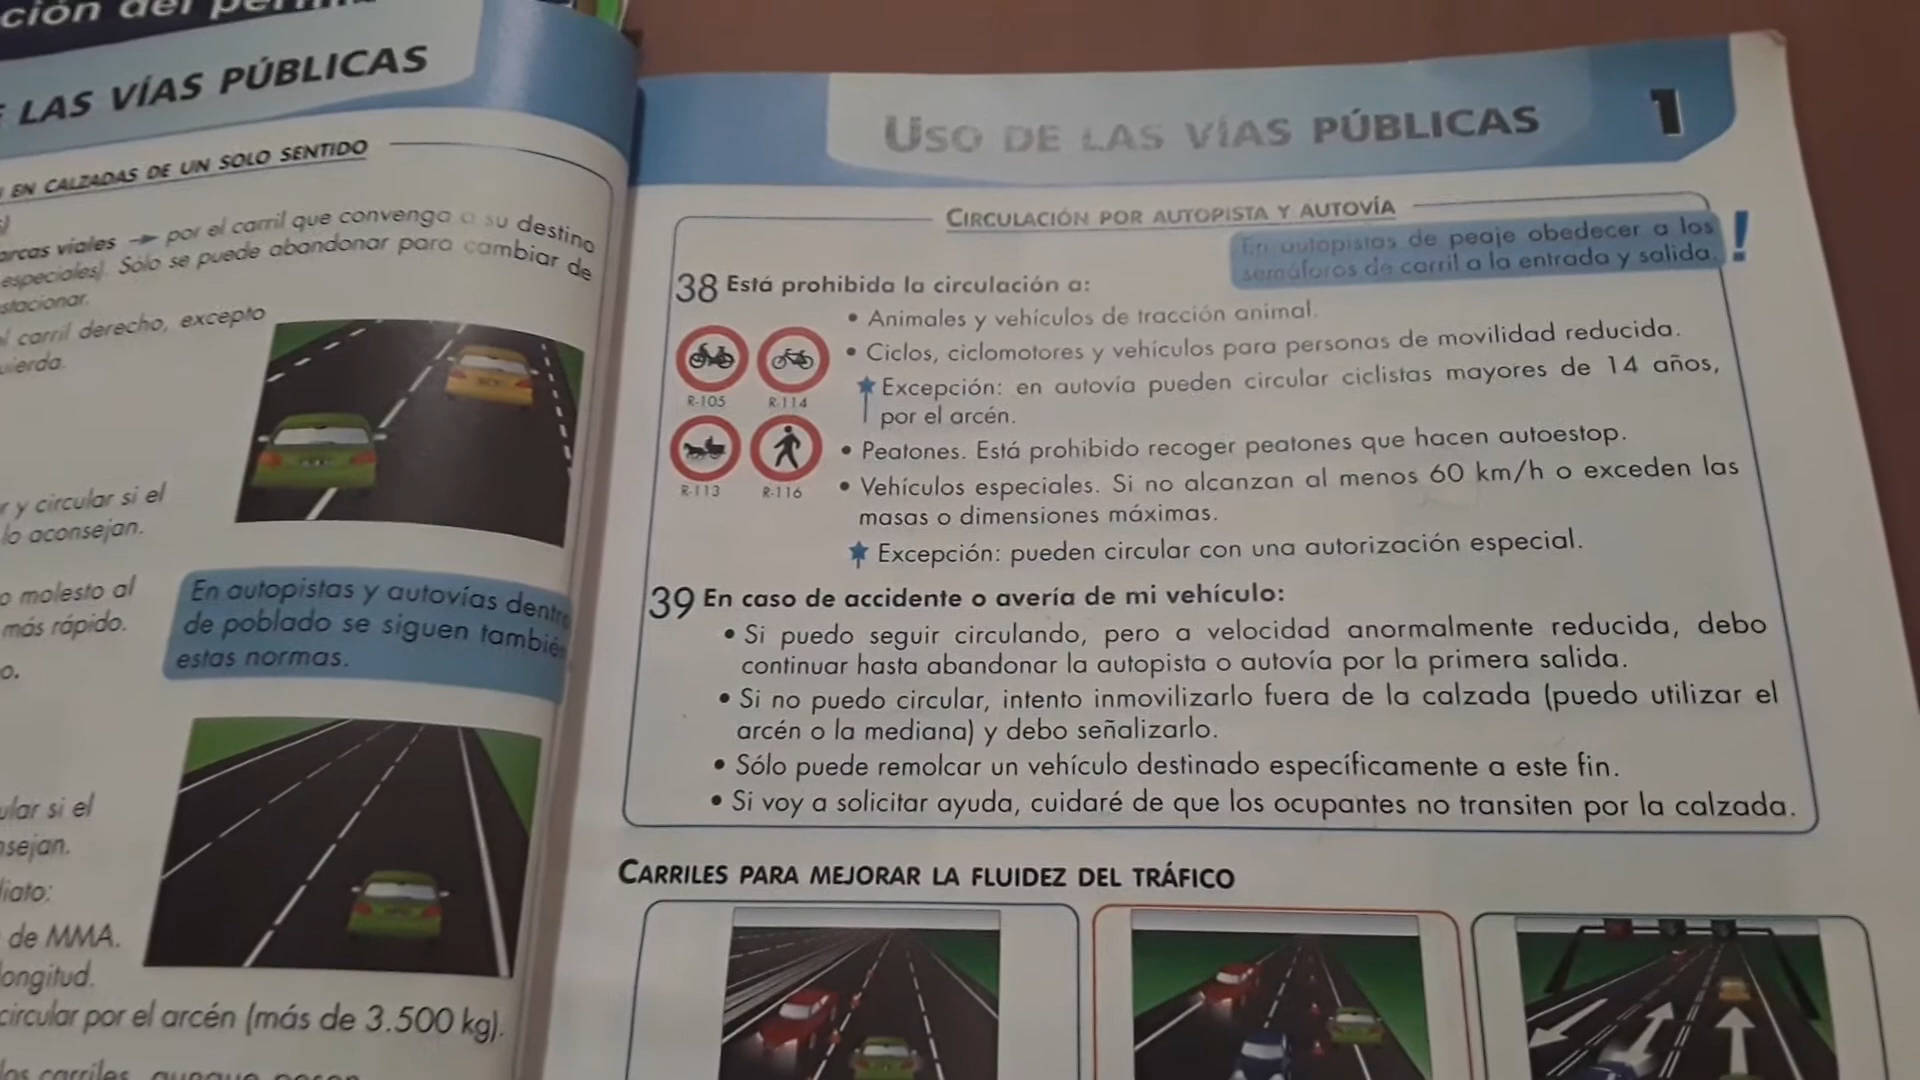 ción del
LAS VÍAS PÚBLICAS
EN CALZADAS DE UN SOLO SENTIDO
viales → por el carril que convenga a su destino
especiales). Sólo se puede abandonar para cambiar de
carril derecho, excepto
r y circular si el
lo aconsejan.
o molesto al
más rápido.
o.
En autopistas y autovías dentro
de poblado se siguen también
estas normas.
si el
de MMA.
circular por el arcén (más de 3.500 kg).
USO DE LAS VÍAS PÚBLICAS 1
CIRCULACIÓN POR AUTOPISTA Y AUTOVÍA
En autopistas de peaje obedecer a los
semáforos de carril a la entrada y salida. !
38 Está prohibida la circulación a:
• Animales y vehículos de tracción animal.
• Ciclos, ciclomotores y vehículos para personas de movilidad reducida.
Excepción: en autovía pueden circular ciclistas mayores de 14 años,
por el arcén.
R-105 R-114
• Peatones. Está prohibido recoger peatones que hacen autoestop.
• Vehículos especiales. Si no alcanzan al menos 60 km/h o exceden las
masas o dimensiones máximas.
R-113 R-116
Excepción: pueden circular con una autorización especial.
39 En caso de accidente o avería de mi vehículo:
• Si puedo seguir circulando, pero a velocidad anormalmente reducida, debo
continuar hasta abandonar la autopista o autovía por la primera salida.
• Si no puedo circular, intento inmovilizarlo fuera de la calzada (puedo utilizar el
arcén o la mediana) y debo señalizarlo.
• Sólo puede remolcar un vehículo destinado específicamente a este fin.
• Si voy a solicitar ayuda, cuidaré de que los ocupantes no transiten por la calzada.
CARRILES PARA MEJORAR LA FLUIDEZ DEL TRÁFICO